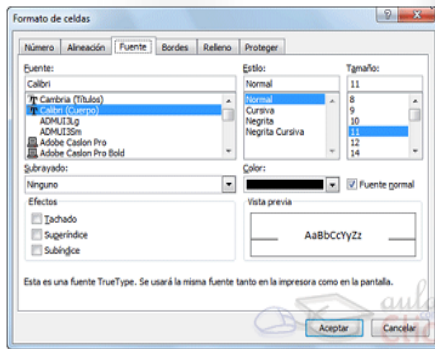 Formato de celdas
Número Alineación Fuente Bordes Relleno Proteger
Fuente: Estilo: Tamaño:
Calibri Normal 11
Cambria (Títulos) Normal 8
Calibri (Cuerpo) Cursiva 9
ADMUI3Lg Negrita 10
ADMUI3Sm Negrita Cursiva 11
Adobe Caslon Pro 12
Adobe Caslon Pro Bold 14
Subrayado: Color:
Ninguno Fuente normal
Efectos Vista previa
Tachado
Superíndice AaBbCcYyZz
Subíndice
Esta es una fuente TrueType. Se usará la misma fuente tanto en la impresora como en la pantalla.
aula
Clic
Aceptar Cancelar